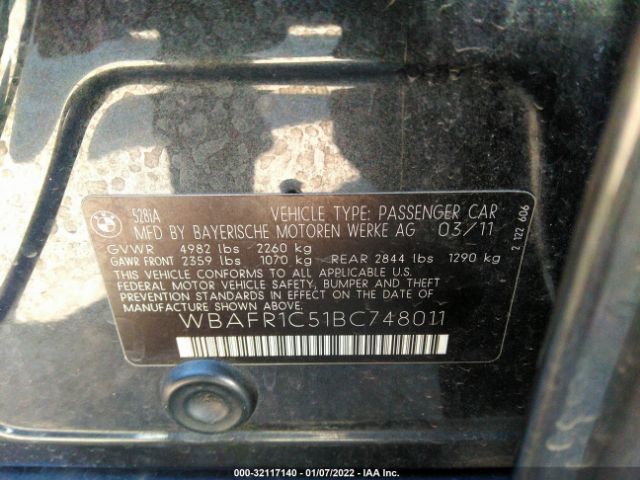 BMW
528iA VEHICLE TYPE: PASSENGER CAR
MFD BY BAYERISCHE MOTOREN WERKE AG 03/11
GVWR 4982 lbs 2260 kg
GAWR FRONT 2359 lbs 1070 kg REAR 2844 lbs 1290 kg
THIS VEHICLE CONFORMS TO ALL APPLICABLE U.S.
FEDERAL MOTOR VEHICLE SAFETY, BUMPER AND THEFT
PREVENTION STANDARDS IN EFFECT ON THE DATE
OF MANUFACTURE SHOWN ABOVE.
WBAFR1C51BC748011
2 122 606
000-32117140 - 01/07/2022 - IAA Inc.